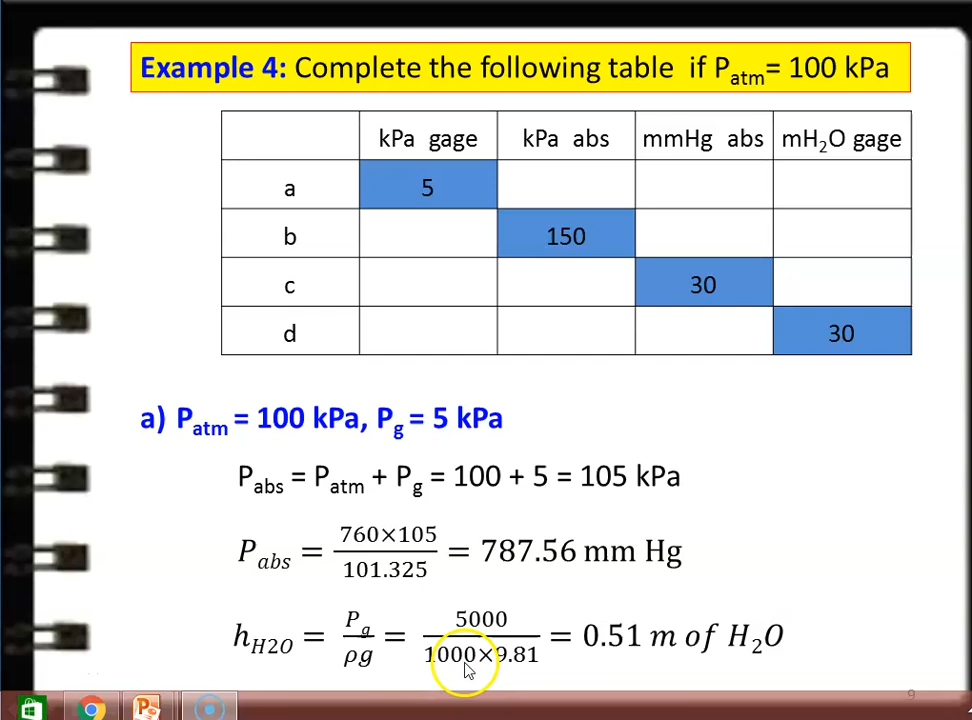 Example 4: Complete the following table if Patm= 100 kPa
kPa gage kPa abs mmHg abs mH₂O gage
a 5
b 150
c 30
d 30
a) Patm = 100 kPa, Pg = 5 kPa
Pabs = Patm + Pg = 100 + 5 = 105 kPa
Pabs = 760×105 / 101.325 = 787.56 mm Hg
hH2O = Pg / ρg = 5000 / 1000×9.81 = 0.51 m of H₂O
9